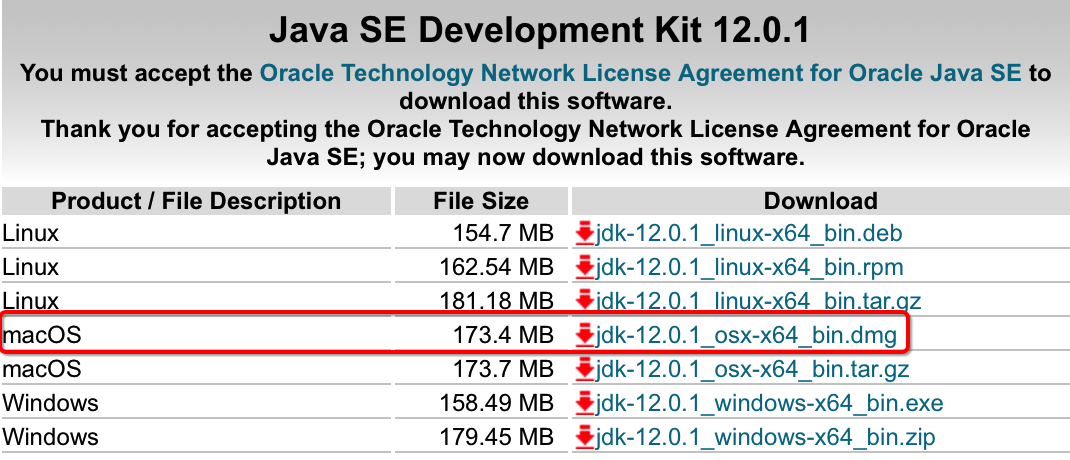 Java SE Development Kit 12.0.1
You must accept the Oracle Technology Network License Agreement for Oracle Java SE to
download this software.
Thank you for accepting the Oracle Technology Network License Agreement for Oracle
Java SE; you may now download this software.
Product / File Description File Size Download
Linux 154.7 MB jdk-12.0.1_linux-x64_bin.deb
Linux 162.54 MB jdk-12.0.1_linux-x64_bin.rpm
Linux 181.18 MB jdk-12.0.1_linux-x64_bin.tar.gz
macOS 173.4 MB jdk-12.0.1_osx-x64_bin.dmg
macOS 173.7 MB jdk-12.0.1_osx-x64_bin.tar.gz
Windows 158.49 MB jdk-12.0.1_windows-x64_bin.exe
Windows 179.45 MB jdk-12.0.1_windows-x64_bin.zip